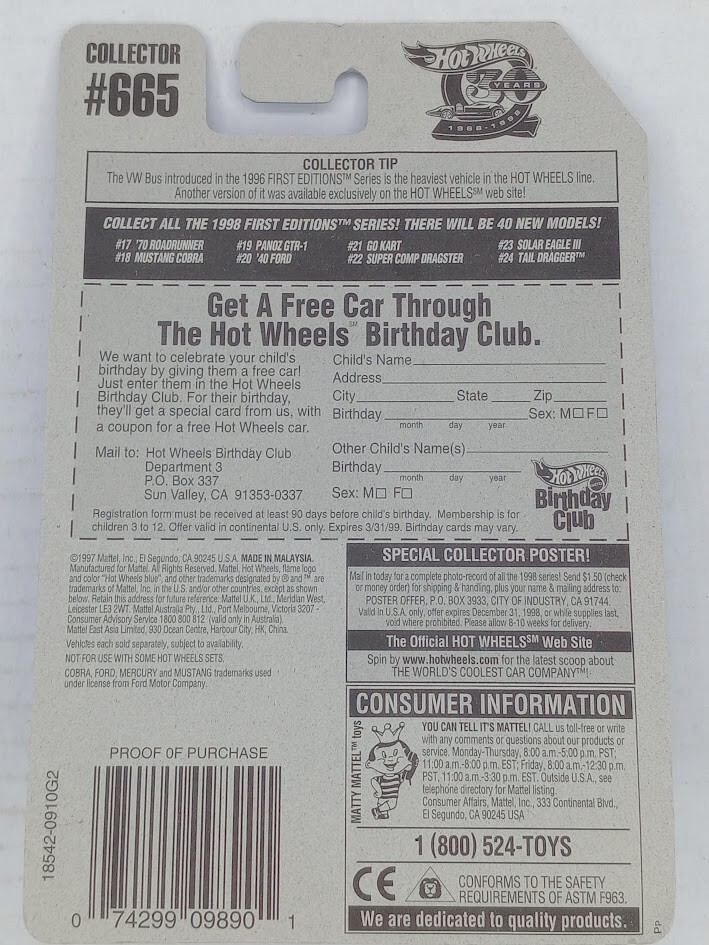 COLLECTOR
#665
HOT WHEELS
30
YEARS
1968-1998
COLLECTOR TIP
The VW Bus introduced in the 1996 FIRST EDITIONS™ Series is the heaviest vehicle in the HOT WHEELS line.
Another version of it was available exclusively on the HOT WHEELS℠ web site!
COLLECT ALL THE 1998 FIRST EDITIONS™ SERIES! THERE WILL BE 40 NEW MODELS!
#17 '70 ROADRUNNER #19 PANOZ GTR-1 #21 GO KART #23 SOLAR EAGLE III
#18 MUSTANG COBRA #20 '40 FORD #22 SUPER COMP DRAGSTER #24 TAIL DRAGGER™
Get A Free Car Through
The Hot Wheels℠ Birthday Club.
We want to celebrate your child's
birthday by giving them a free car!
Just enter them in the Hot Wheels
Birthday Club. For their birthday,
they'll get a special card from us, with
a coupon for a free Hot Wheels car.
Mail to: Hot Wheels Birthday Club
Department 3
P.O. Box 337
Sun Valley, CA 91353-0337
Child's Name
Address
City State Zip
Birthday Sex: M□ F□
month day year
Other Child's Name(s)
Birthday
month day year
Sex: M□ F□
HOT WHEELS
Birthday
Club
Registration form must be received at least 90 days before child's birthday. Membership is for
children 3 to 12. Offer valid in continental U.S. only. Expires 3/31/99. Birthday cards may vary.
©1997 Mattel, Inc., El Segundo, CA 90245 U.S.A. MADE IN MALAYSIA.
Manufactured for Mattel. All Rights Reserved. Mattel, Hot Wheels, flame logo
and color "Hot Wheels blue", and other trademarks designated by ® and ™ are
trademarks of Mattel, Inc. in the U.S. and/or other countries, except as shown
below. Retain this address for future reference: Mattel U.K., Ltd., Meridian West,
Leicester LE3 2WT. Mattel Australia Pty., Ltd., Port Melbourne, Victoria 3207 -
Consumer Advisory Service 1800 800 812 (valid only in Australia).
Mattel East Asia Limited, 930 Ocean Centre, Harbour City, HK, China.
Vehicles each sold separately, subject to availability.
NOT FOR USE WITH SOME HOT WHEELS SETS.
COBRA, FORD, MERCURY and MUSTANG trademarks used
under license from Ford Motor Company.
SPECIAL COLLECTOR POSTER!
Mail in today for a complete photo-record of all the 1998 series! Send $1.50 (check
or money order) for shipping & handling, plus your name & mailing address to:
POSTER OFFER, P.O. BOX 3933, CITY OF INDUSTRY, CA 91744.
Valid in U.S.A. only, offer expires December 31, 1998, or while supplies last,
void where prohibited. Please allow 8-10 weeks for delivery.
The Official HOT WHEELS℠ Web Site
Spin by www.hotwheels.com for the latest scoop about
THE WORLD'S COOLEST CAR COMPANY™!
CONSUMER INFORMATION
MATTY MATTEL™ toys
YOU CAN TELL IT'S MATTEL! CALL us toll-free or write
with any comments or questions about our products or
service. Monday-Thursday, 8:00 a.m.-5:00 p.m. PST;
11:00 a.m.-8:00 p.m. EST; Friday, 8:00 a.m.-12:30 p.m.
PST, 11:00 a.m.-3:30 p.m. EST. Outside U.S.A., see
telephone directory for Mattel listing.
Consumer Affairs, Mattel, Inc., 333 Continental Blvd.,
El Segundo, CA 90245 USA
1 (800) 524-TOYS
CE
CONFORMS TO THE SAFETY
REQUIREMENTS OF ASTM F963.
We are dedicated to quality products.
PP
PROOF OF PURCHASE
18542-0910G2
0 74299 09890 1